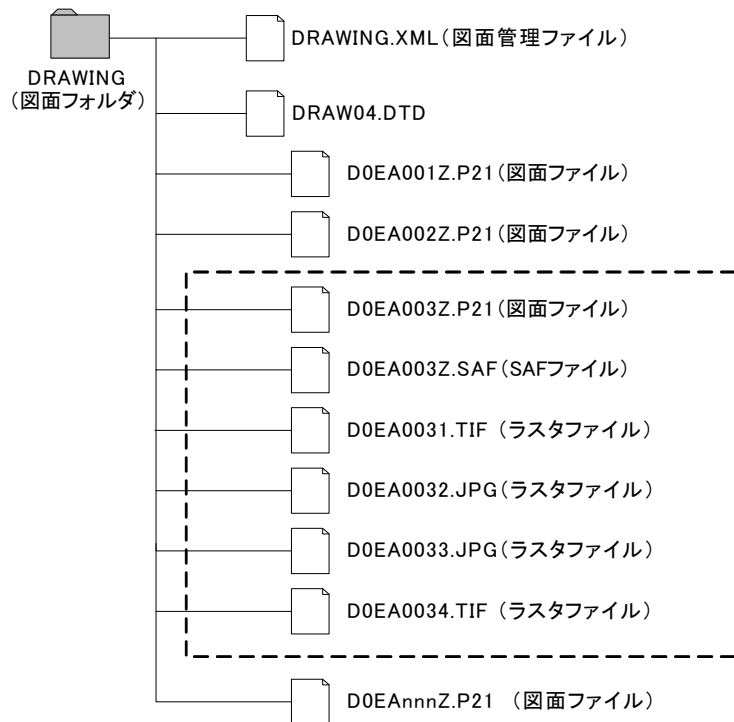 DRAWING
（図面フォルダ）
DRAWING.XML（図面管理ファイル）
DRAW04.DTD
D0EA001Z.P21（図面ファイル）
D0EA002Z.P21（図面ファイル）
D0EA003Z.P21（図面ファイル）
D0EA003Z.SAF（SAFファイル）
D0EA0031.TIF （ラスタファイル）
D0EA0032.JPG（ラスタファイル）
D0EA0033.JPG（ラスタファイル）
D0EA0034.TIF （ラスタファイル）
D0EAnnnZ.P21 （図面ファイル）